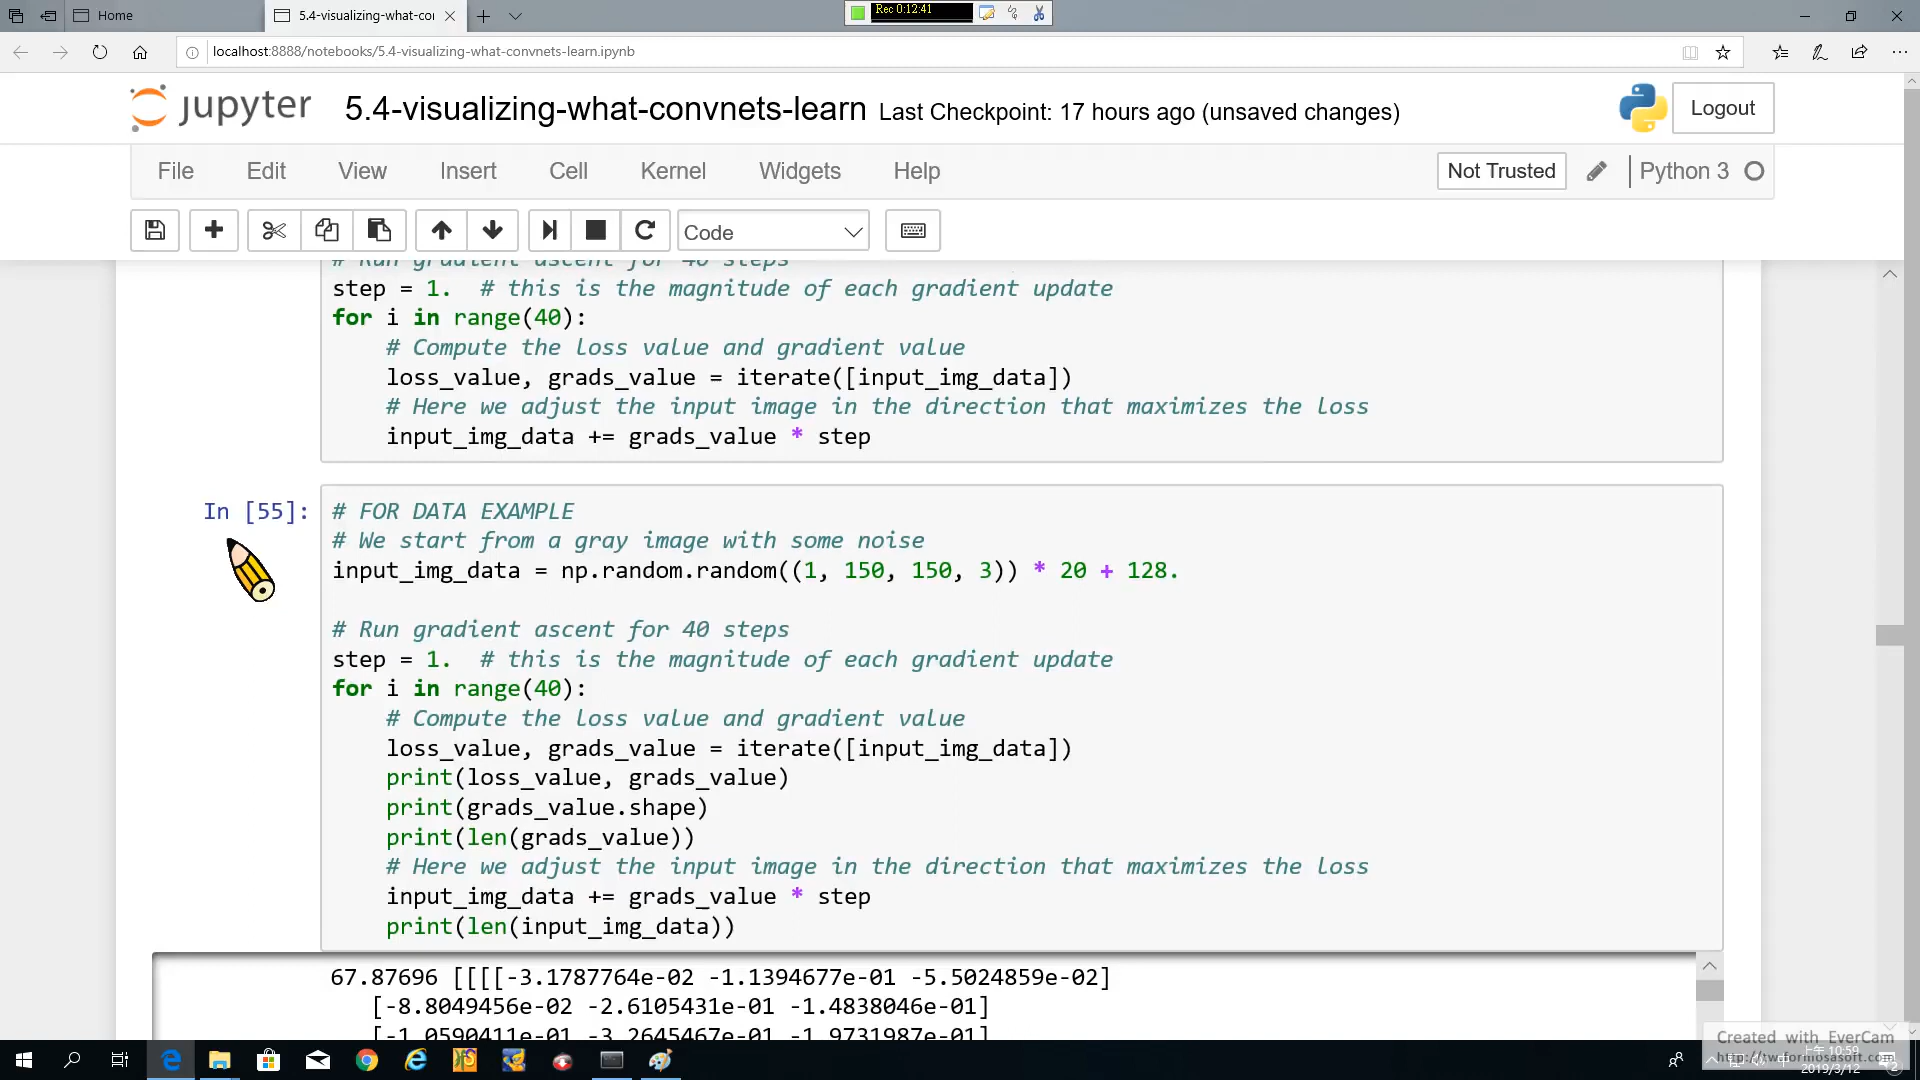 Home
5.4-visualizing-what-coı
Rec 0:12:41
localhost:8888/notebooks/5.4-visualizing-what-convnets-learn.ipynb
jupyter 5.4-visualizing-what-convnets-learn Last Checkpoint: 17 hours ago (unsaved changes)
Logout
File Edit View Insert Cell Kernel Widgets Help
Not Trusted
Python 3
Code
# Run gradient ascent for 40 steps
step = 1.  # this is the magnitude of each gradient update
for i in range(40):
    # Compute the loss value and gradient value
    loss_value, grads_value = iterate([input_img_data])
    # Here we adjust the input image in the direction that maximizes the loss
    input_img_data += grads_value * step
In [55]:
# FOR DATA EXAMPLE
# We start from a gray image with some noise
input_img_data = np.random.random((1, 150, 150, 3)) * 20 + 128.
# Run gradient ascent for 40 steps
step = 1.  # this is the magnitude of each gradient update
for i in range(40):
    # Compute the loss value and gradient value
    loss_value, grads_value = iterate([input_img_data])
    print(loss_value, grads_value)
    print(grads_value.shape)
    print(len(grads_value))
    # Here we adjust the input image in the direction that maximizes the loss
    input_img_data += grads_value * step
    print(len(input_img_data))
67.87696 [[[[-3.1787764e-02 -1.1394677e-01 -5.5024859e-02]
   [-8.8049456e-02 -2.6105431e-01 -1.4838046e-01]
   [-1.0590411e-01 -3.2645467e-01 -1.9731987e-01]
Created with EverCam
http://tw.formosasoft.com
上午 10:59
2019/3/12